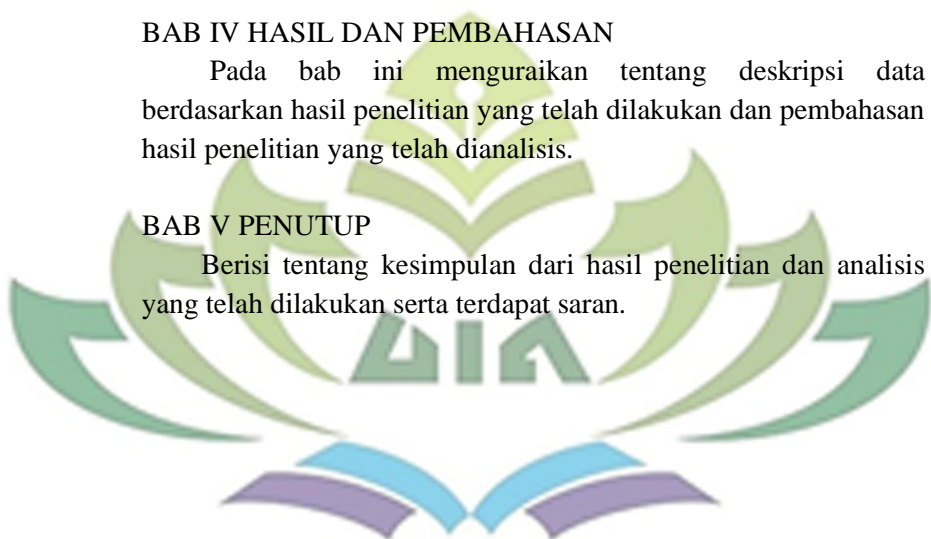 BAB IV HASIL DAN PEMBAHASAN
Pada bab ini menguraikan tentang deskripsi data
berdasarkan hasil penelitian yang telah dilakukan dan pembahasan
hasil penelitian yang telah dianalisis.
BAB V PENUTUP
Berisi tentang kesimpulan dari hasil penelitian dan analisis
yang telah dilakukan serta terdapat saran.